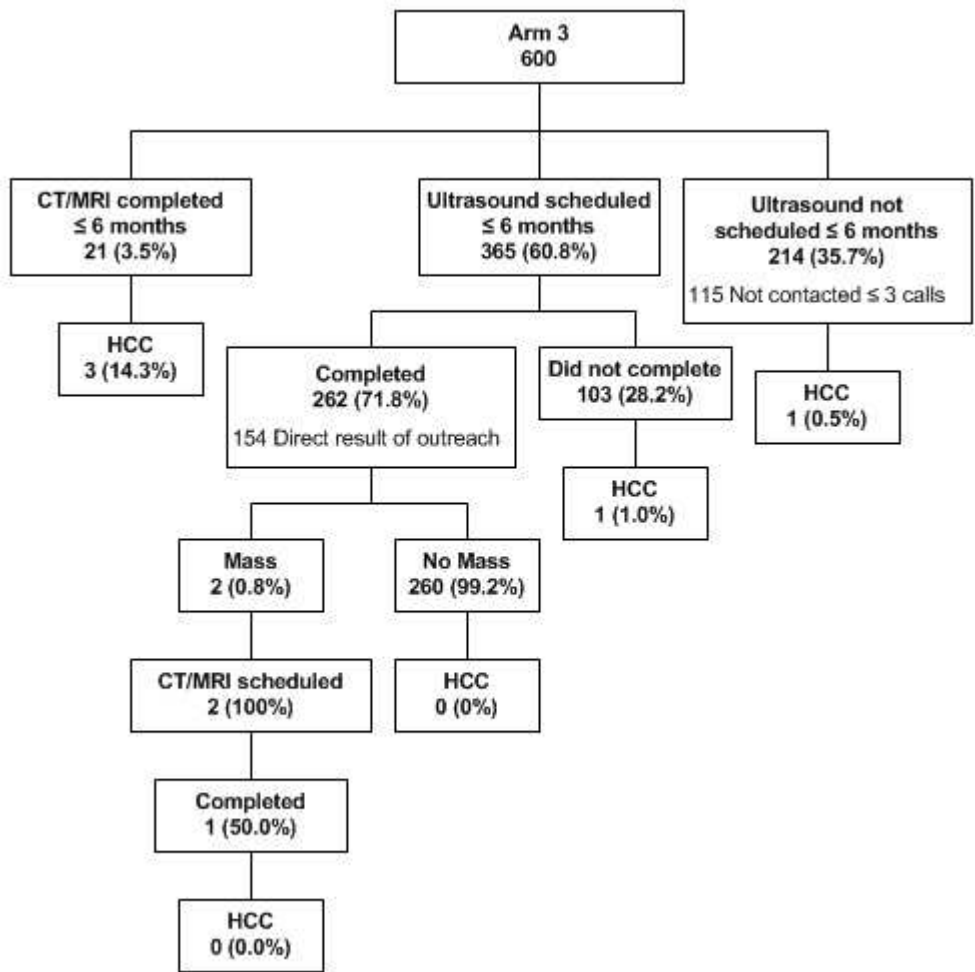 Arm 3
600
CT/MRI completed
≤ 6 months
21 (3.5%)
HCC
3 (14.3%)
Ultrasound scheduled
≤ 6 months
365 (60.8%)
Ultrasound not
scheduled ≤ 6 months
214 (35.7%)
115 Not contacted ≤ 3 calls
HCC
1 (0.5%)
Completed
262 (71.8%)
154 Direct result of outreach
Did not complete
103 (28.2%)
HCC
1 (1.0%)
Mass
2 (0.8%)
No Mass
260 (99.2%)
CT/MRI scheduled
2 (100%)
HCC
0 (0%)
Completed
1 (50.0%)
HCC
0 (0.0%)